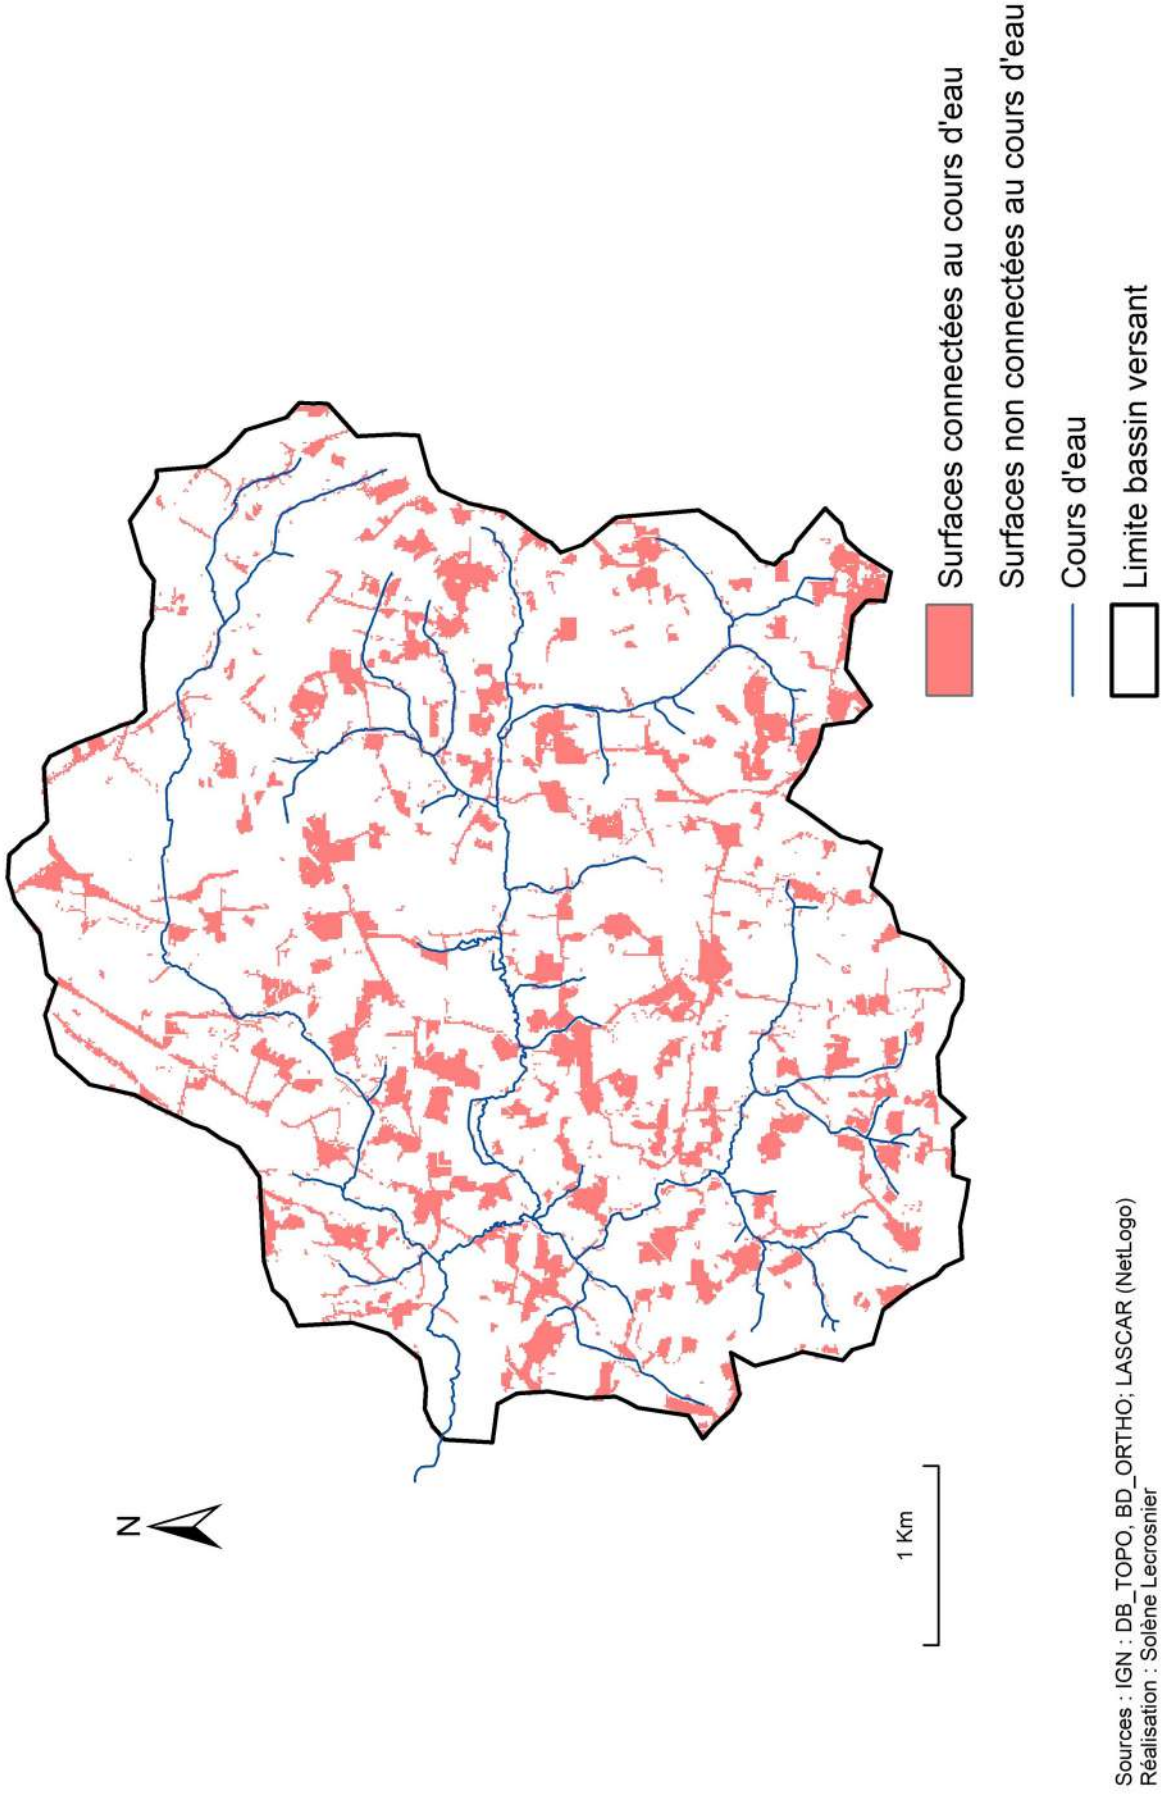 N
1 Km
Surfaces connectées au cours d'eau
Surfaces non connectées au cours d'eau
Cours d'eau
Limite bassin versant
Sources : IGN : DB_TOPO, BD_ORTHO; LASCAR (NetLogo)
Réalisation : Solène Lecrosnier